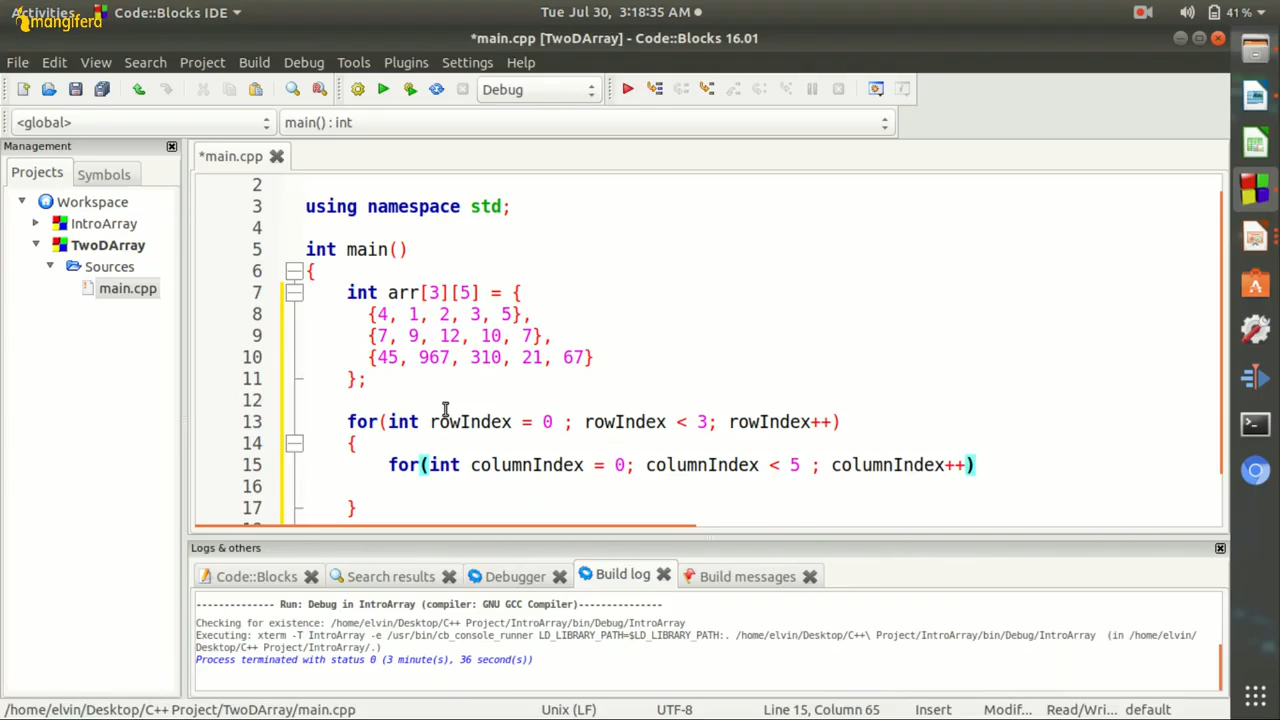 Activities
Code::Blocks IDE
Tue Jul 30, 3:18:35 AM
41%
mangifera
*main.cpp [TwoDArray] - Code::Blocks 16.01
File Edit View Search Project Build Debug Tools Plugins Settings Help
Debug
<global>
main() : int
Management
*main.cpp
Projects
Symbols
Workspace
IntroArray
TwoDArray
Sources
main.cpp
2
3 using namespace std;
4
5 int main()
6 {
7 int arr[3][5] = {
8 {4, 1, 2, 3, 5},
9 {7, 9, 12, 10, 7},
10 {45, 967, 310, 21, 67}
11 };
12
13 for(int rowIndex = 0 ; rowIndex < 3; rowIndex++)
14 {
15 for(int columnIndex = 0; columnIndex < 5 ; columnIndex++)
16
17 }
Logs & others
Code::Blocks
Search results
Debugger
Build log
Build messages
-------------- Run: Debug in IntroArray (compiler: GNU GCC Compiler)---------------
Checking for existence: /home/elvin/Desktop/C++ Project/IntroArray/bin/Debug/IntroArray
Executing: xterm -T IntroArray -e /usr/bin/cb_console_runner LD_LIBRARY_PATH=$LD_LIBRARY_PATH:. /home/elvin/Desktop/C++\ Project/IntroArray/bin/Debug/IntroArray (in /home/elvin/
Desktop/C++ Project/IntroArray/.)
Process terminated with status 0 (3 minute(s), 36 second(s))
/home/elvin/Desktop/C++ Project/TwoDArray/main.cpp
Unix (LF)
UTF-8
Line 15, Column 65
Insert
Modif...
Read/Wri...
default